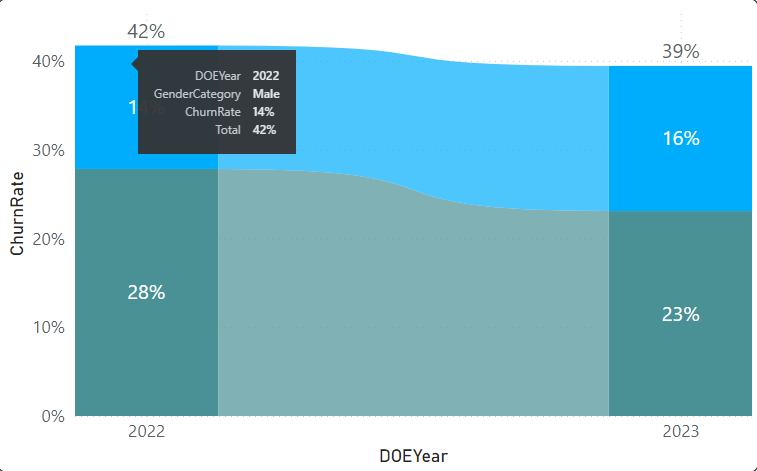 42%
39%
40%
DOEYear 2022
GenderCategory Male
ChurnRate 14%
Total 42%
14%
16%
30%
ChurnRate
20%
28%
23%
10%
0%
2022
2023
DOEYear